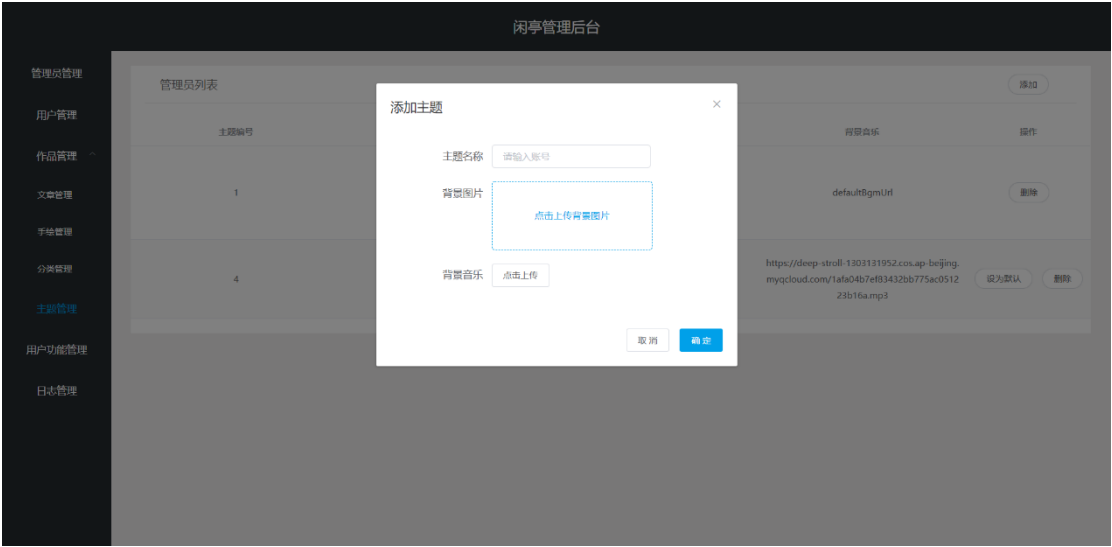 闲亭管理后台
管理员管理
用户管理
作品管理
文章管理
手绘管理
分类管理
主题管理
用户功能管理
日志管理
管理员列表
添加
主题编号
背景音乐
操作
1
defaultBgmUrl
删除
4
https://deep-stroll-1303131952.cos.ap-beijing.
myqcloud.com/1afa04b7ef83432bb775ac0512
23b16a.mp3
设为默认
删除
添加主题
主题名称
请输入账号
背景图片
点击上传背景图片
背景音乐
点击上传
取消
确定